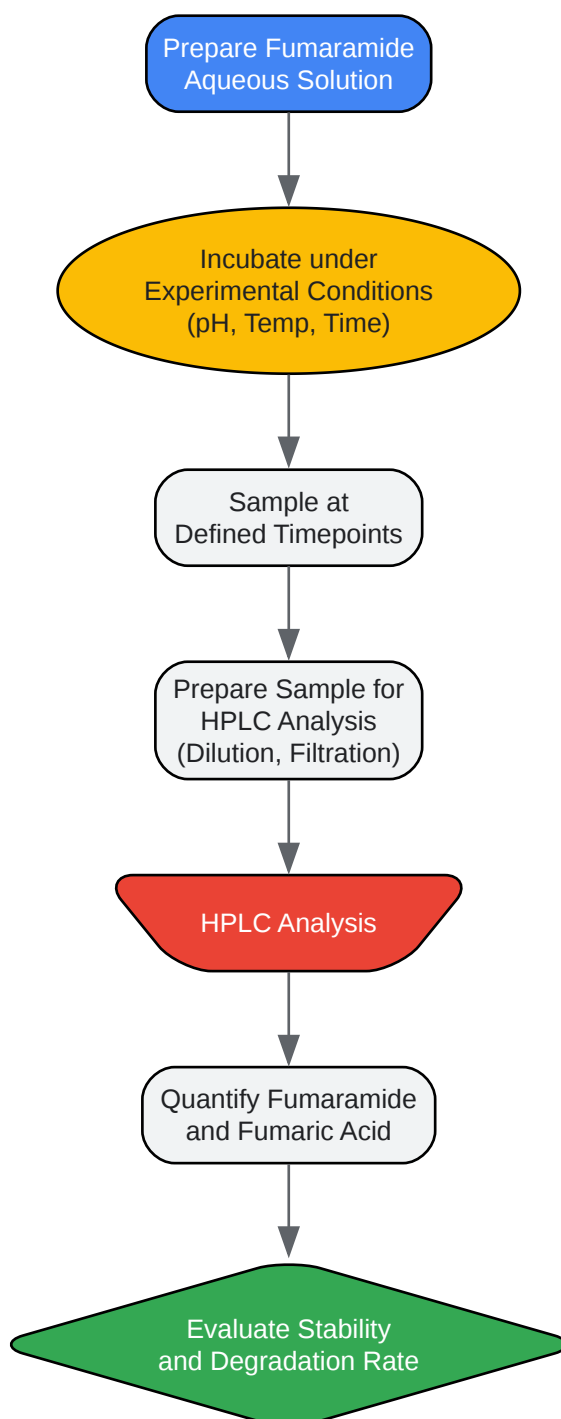 Prepare Fumaramide
Aqueous Solution
Incubate under
Experimental Conditions
(pH, Temp, Time)
Sample at
Defined Timepoints
Prepare Sample for
HPLC Analysis
(Dilution, Filtration)
HPLC Analysis
Quantify Fumaramide
and Fumaric Acid
Evaluate Stability
and Degradation Rate